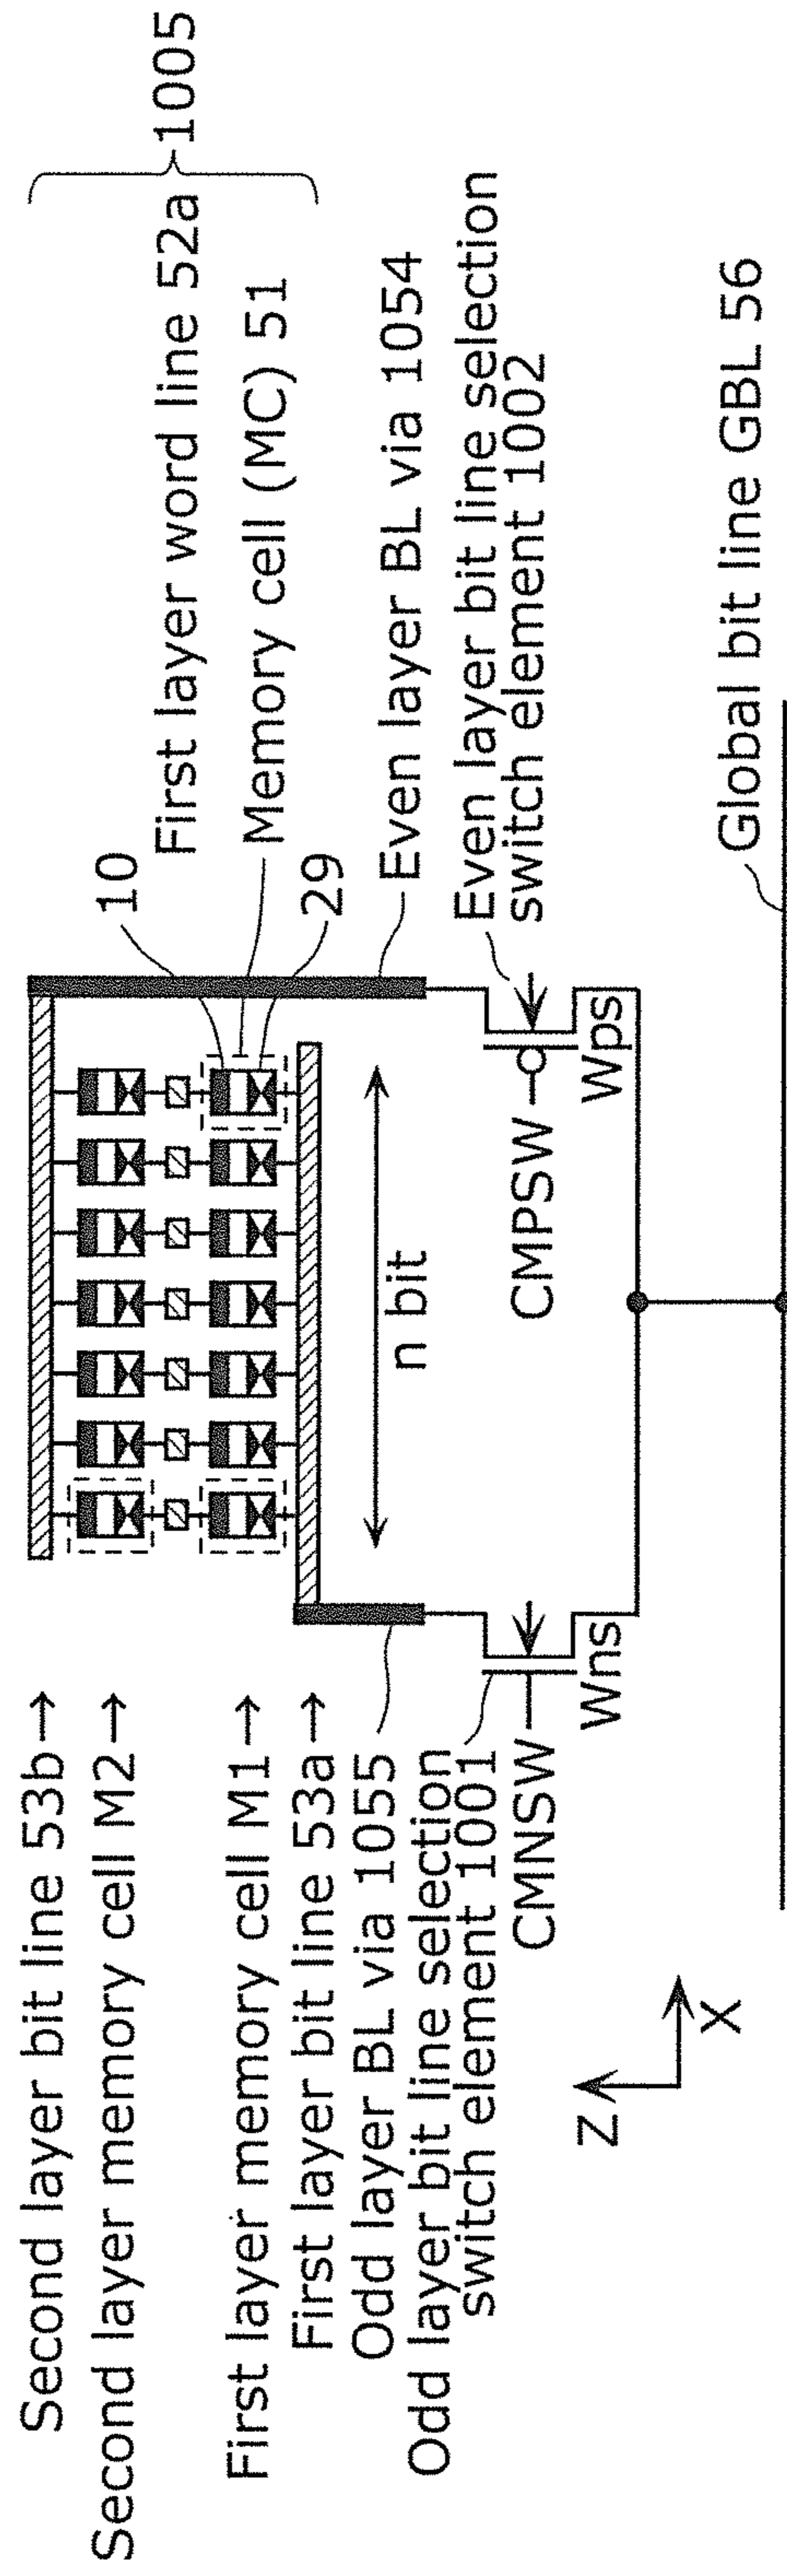 Second layer bit line 53b→
Second layer memory cell M2→
First layer memory cell M1→
First layer bit line 53a→
Odd layer BL via 1055
Odd layer bit line selection
switch element 1001
CMNSW
Wns
n bit
CMPSW
Wps
10
1005
First layer word line 52a
Memory cell (MC) 51
29
Even layer BL via 1054
Even layer bit line selection
switch element 1002
Global bit line GBL 56
Z
X